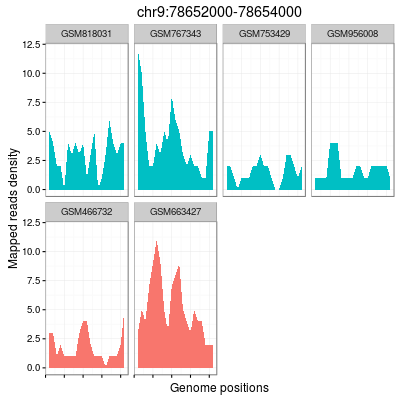 chr9:78652000-78654000
GSM818031 GSM767343 GSM753429 GSM956008
12.5
10.0
7.5
5.0
2.5
0.0
GSM466732 GSM663427
12.5
10.0
7.5
5.0
2.5
0.0
Mapped reads density
Genome positions